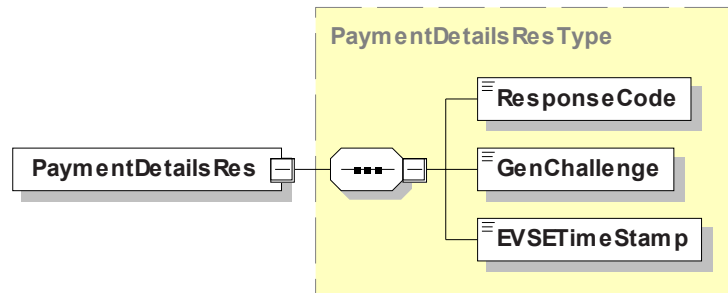 PaymentDetailsResType
ResponseCode
PaymentDetailsRes
GenChallenge
EVSETimeStamp